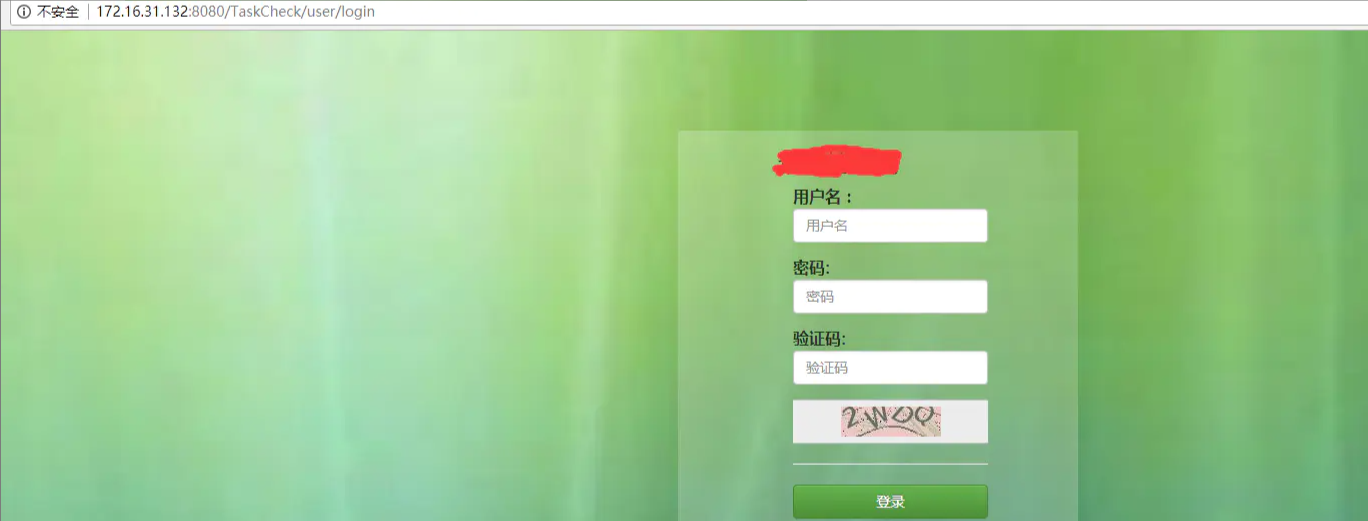 不安全 172.16.31.132:8080/TaskCheck/user/login
用户名：
用户名
密码:
密码
验证码:
验证码
登录